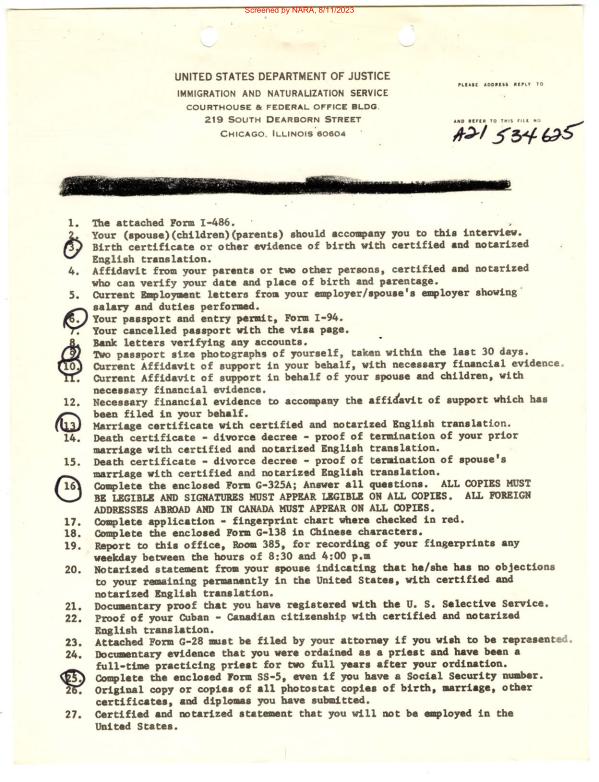 Screened by NARA, 8/11/2023
UNITED STATES DEPARTMENT OF JUSTICE
IMMIGRATION AND NATURALIZATION SERVICE
COURTHOUSE & FEDERAL OFFICE BLDG.
219 SOUTH DEARBORN STREET
CHICAGO, ILLINOIS 60604
PLEASE ADDRESS REPLY TO
AND REFER TO THIS FILE NO.
A21 534 625
1. The attached Form I-486.
2. Your (spouse)(children)(parents) should accompany you to this interview.
3. Birth certificate or other evidence of birth with certified and notarized
English translation.
4. Affidavit from your parents or two other persons, certified and notarized
who can verify your date and place of birth and parentage.
5. Current Employment letters from your employer/spouse's employer showing
salary and duties performed.
6. Your passport and entry permit, Form I-94.
7. Your cancelled passport with the visa page.
8. Bank letters verifying any accounts.
9. Two passport size photographs of yourself, taken within the last 30 days.
10. Current Affidavit of support in your behalf, with necessary financial evidence.
11. Current Affidavit of support in behalf of your spouse and children, with
necessary financial evidence.
12. Necessary financial evidence to accompany the affidavit of support which has
been filed in your behalf.
13. Marriage certificate with certified and notarized English translation.
14. Death certificate - divorce decree - proof of termination of your prior
marriage with certified and notarized English translation.
15. Death certificate - divorce decree - proof of termination of spouse's
marriage with certified and notarized English translation.
16. Complete the enclosed Form G-325A; Answer all questions. ALL COPIES MUST
BE LEGIBLE AND SIGNATURES MUST APPEAR LEGIBLE ON ALL COPIES. ALL FOREIGN
ADDRESSES ABROAD AND IN CANADA MUST APPEAR ON ALL COPIES.
17. Complete application - fingerprint chart where checked in red.
18. Complete the enclosed Form G-138 in Chinese characters.
19. Report to this office, Room 385, for recording of your fingerprints any
weekday between the hours of 8:30 and 4:00 p.m
20. Notarized statement from your spouse indicating that he/she has no objections
to your remaining permanently in the United States, with certified and
notarized English translation.
21. Documentary proof that you have registered with the U. S. Selective Service.
22. Proof of your Cuban - Canadian citizenship with certified and notarized
English translation.
23. Attached Form G-28 must be filed by your attorney if you wish to be represented.
24. Documentary evidence that you were ordained as a priest and have been a
full-time practicing priest for two full years after your ordination.
25. Complete the enclosed Form SS-5, even if you have a Social Security number.
26. Original copy or copies of all photostat copies of birth, marriage, other
certificates, and diplomas you have submitted.
27. Certified and notarized statement that you will not be employed in the
United States.